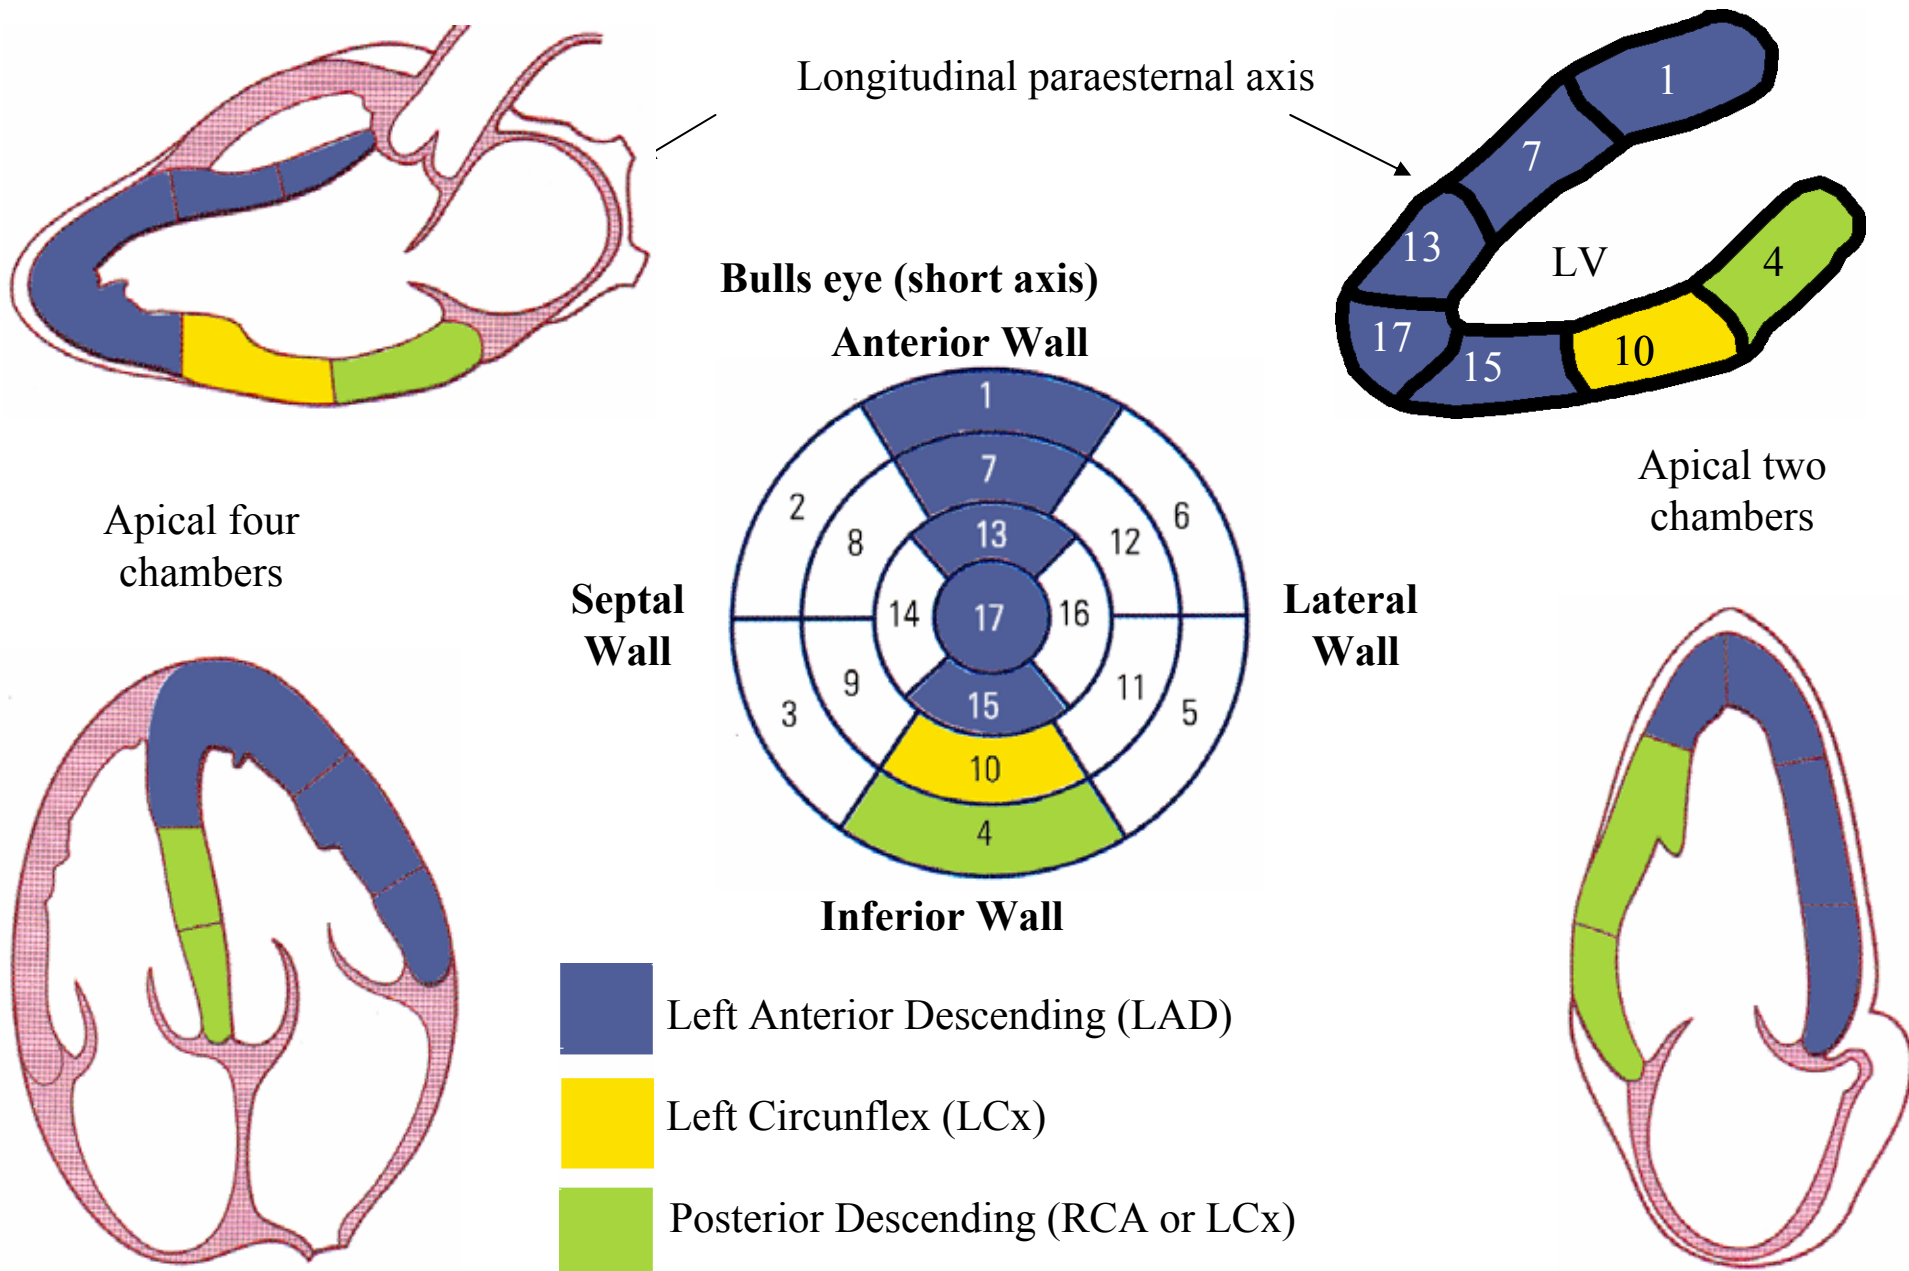 Longitudinal paraesternal axis
1
7
13
LV
4
17
15
10
Bulls eye (short axis)
Anterior Wall
1
7
2
6
13
8
12
14
17
16
9
11
15
3
5
10
4
Apical four
chambers
Apical two
chambers
Septal
Wall
Lateral
Wall
Inferior Wall
Left Anterior Descending (LAD)
Left Circunflex (LCx)
Posterior Descending (RCA or LCx)